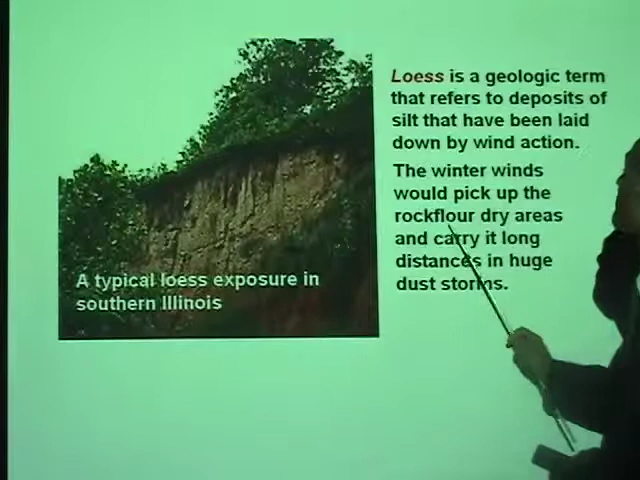 Loess is a geologic term
that refers to deposits of
silt that have been laid
down by wind action.
The winter winds
would pick up the
rockflour dry areas
and carry it long
distances in huge
dust storms.
A typical loess exposure in
southern Illinois